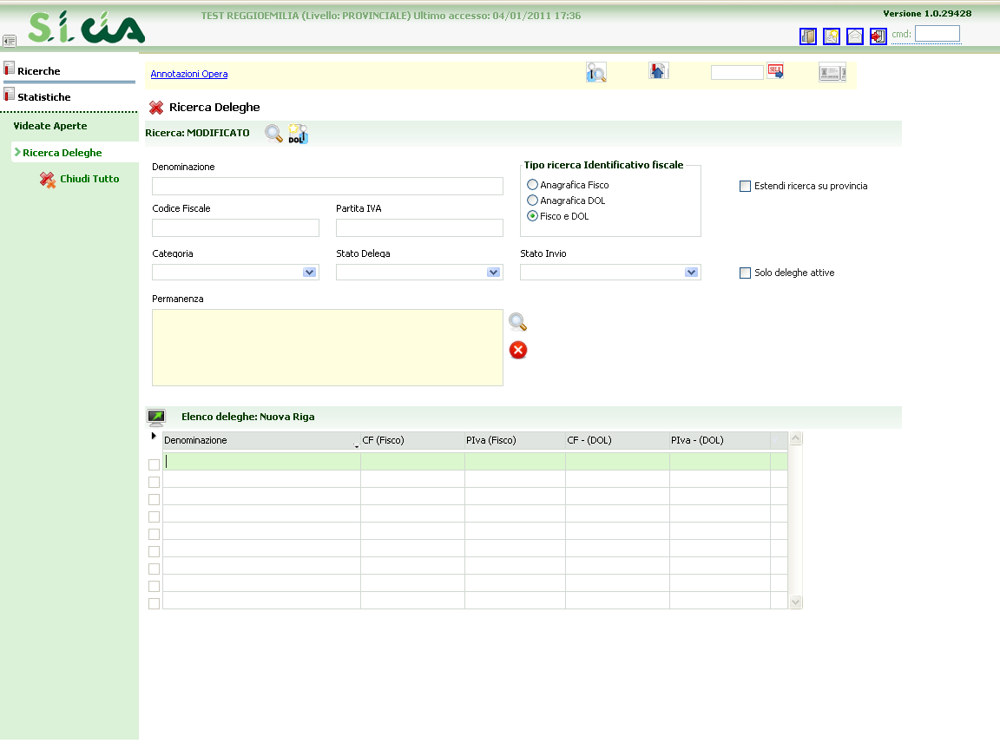 TEST REGGIOEMILIA (Livello: PROVINCIALE) Ultimo accesso: 04/01/2011 17:36
Versione 1.0.29428
S.I. CIA
cmd:
Ricerche
Statistiche
Videate Aperte
Ricerca Deleghe
Chiudi Tutto
Annotazioni Opera
SELE
Ricerca Deleghe
Ricerca: MODIFICATO
DOL
Denominazione
Tipo ricerca Identificativo fiscale
Anagrafica Fisco
Anagrafica DOL
Fisco e DOL
Estendi ricerca su provincia
Codice Fiscale
Partita IVA
Categoria
Stato Delega
Stato Invio
Solo deleghe attive
Permanenza
Elenco deleghe: Nuova Riga
Denominazione
CF (Fisco)
PIva (Fisco)
CF - (DOL)
PIva - (DOL)